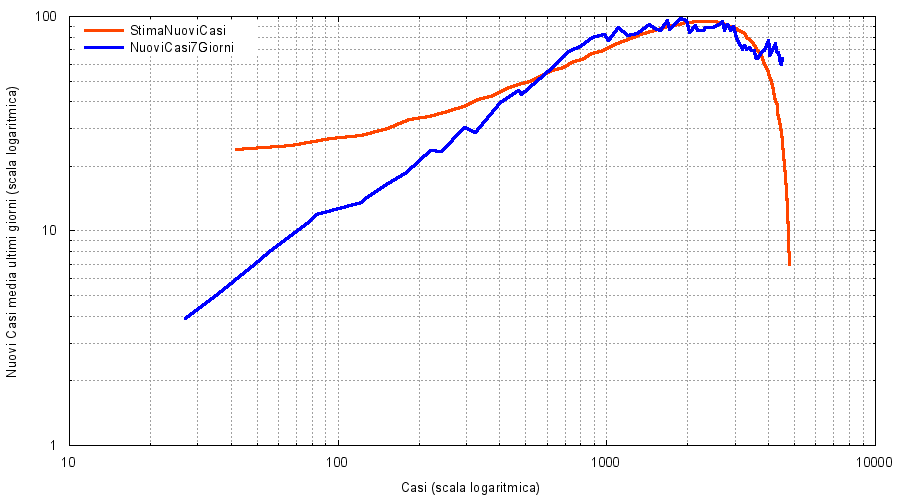 100
StimaNuoviCasi
NuoviCasi7Giorni
Nuovi Casi media ultimi giorni (scala logaritmica)
10
1
10
100
1000
10000
Casi (scala logaritmica)